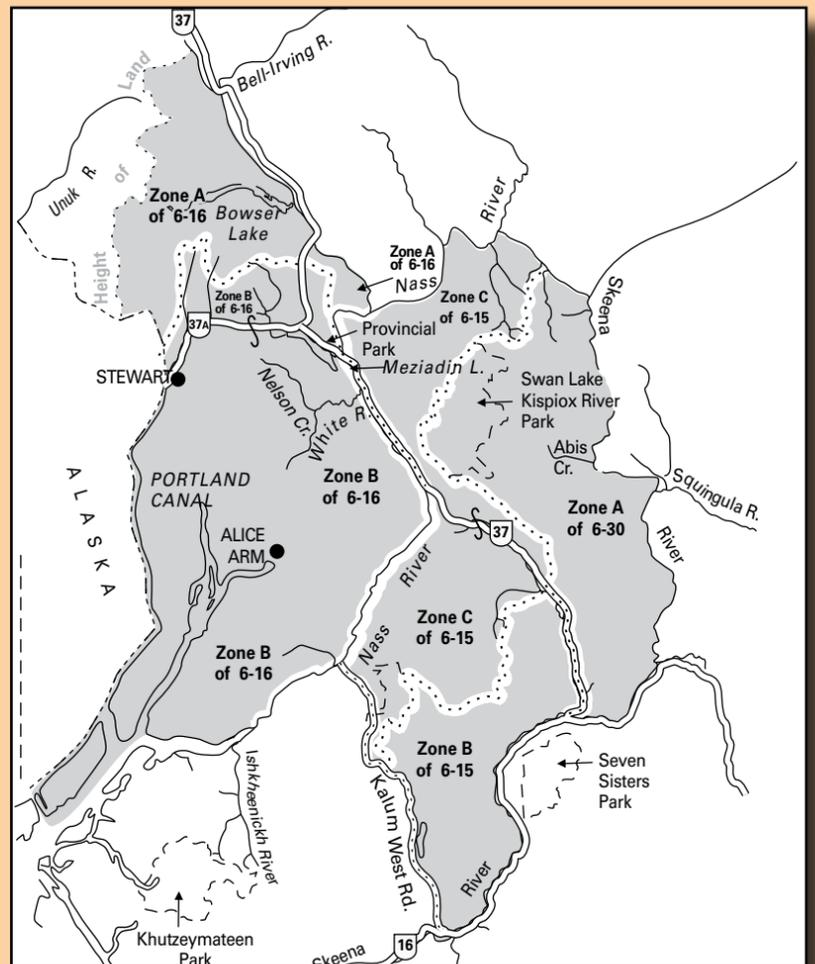 37
Bell-Irving R.
Land
of
Height
Unuk R.
River
Zone A
of 6-16
Bowser
Lake
Zone A
of 6-16
Nass
Zone B
of 6-16
Zone C
of 6-15
Skeena
37A
Provincial
Park
Meziadin L.
STEWART
Nelson Cr.
White R.
Swan Lake
Kispiox River
Park
Abis
Cr.
Squingula R.
ALASKA
PORTLAND
CANAL
Zone B
of 6-16
Zone A
of 6-30
37
River
ALICE
ARM
River
Nass
Zone C
of 6-15
Zone B
of 6-16
Zone B
of 6-15
Seven
Sisters
Park
Ishkheenickh River
Kalum West Rd.
River
Khutzeymateen
Park
Skeena
16